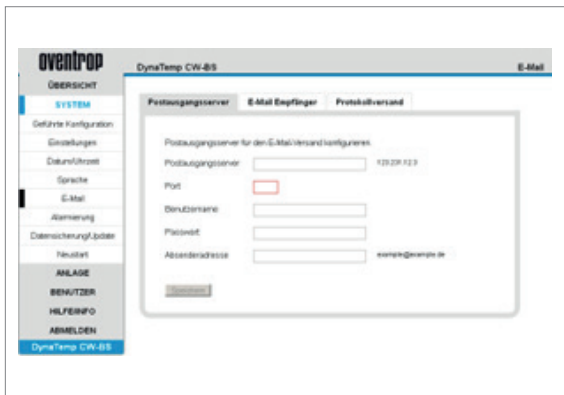 oventrop
DynaTemp CW-BS
E-Mail
ÜBERSICHT
SYSTEM
Geführte Konfiguration
Einstellungen
Datum/Uhrzeit
Sprache
E-Mail
Alarmierung
Datensicherung/Update
Neustart
ANLAGE
BENUTZER
HILFE/INFO
ABMELDEN
DynaTemp CW-BS
Postausgangsserver
E-Mail Empfänger
Protokollversand
Postausgangsserver für den E-Mail-Versand konfigurieren.
Postausgangsserver
Port
Benutzername
Passwort
Absenderadresse
example@example.de
Speichern